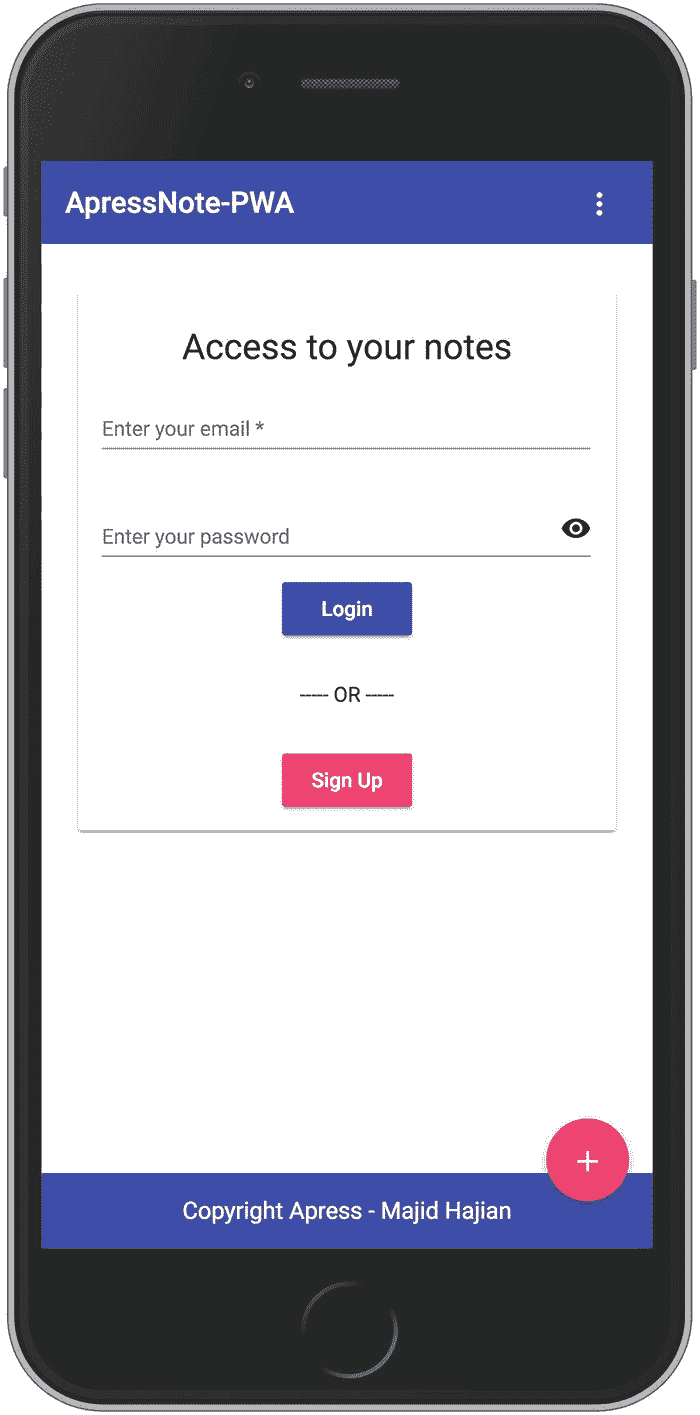 ApressNote-PWA
Access to your notes
Enter your email *
Enter your password
Login
----- OR -----
Sign Up
+
Copyright Apress - Majid Hajian